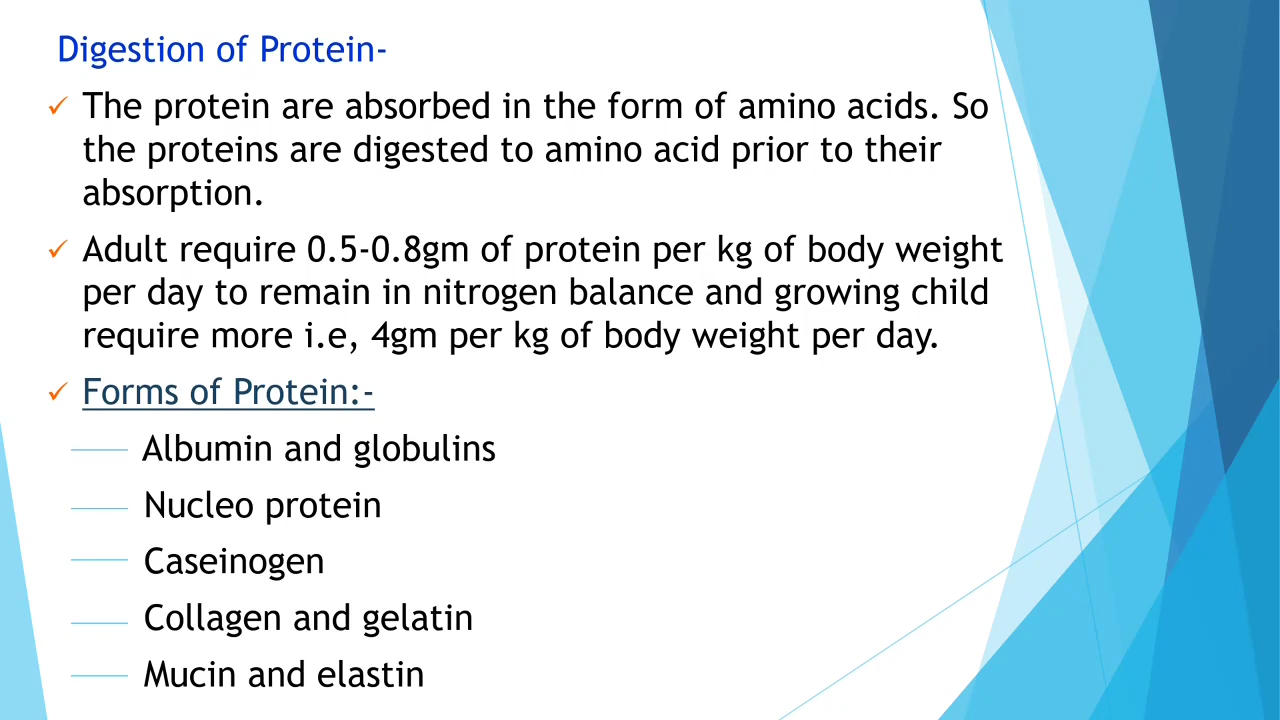 Digestion of Protein-
✓ The protein are absorbed in the form of amino acids. So
the proteins are digested to amino acid prior to their
absorption.
✓ Adult require 0.5-0.8gm of protein per kg of body weight
per day to remain in nitrogen balance and growing child
require more i.e, 4gm per kg of body weight per day.
✓ Forms of Protein:-
Albumin and globulins
Nucleo protein
Caseinogen
Collagen and gelatin
Mucin and elastin